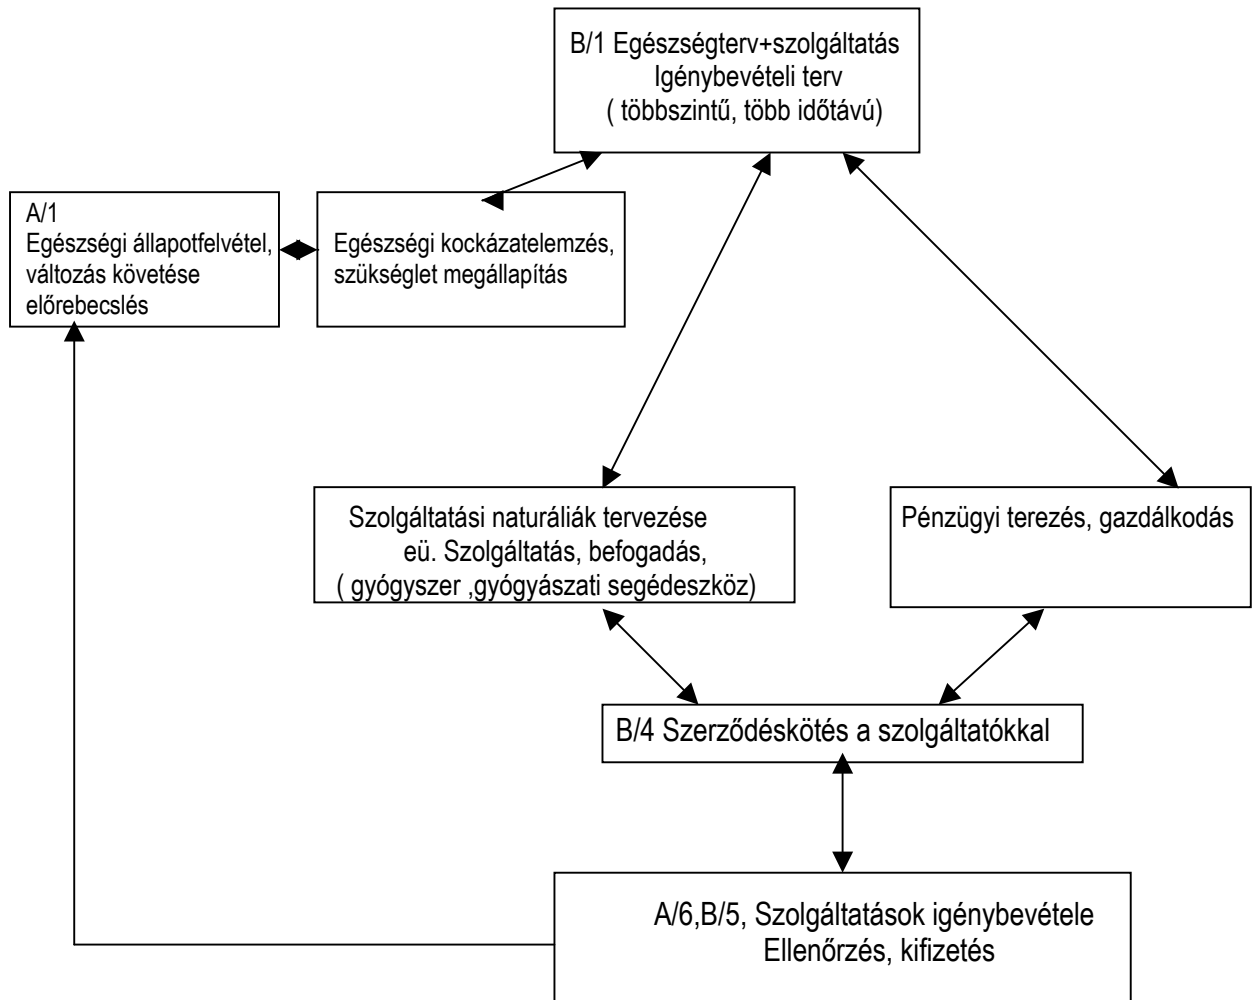 B/1 Egészségterv+szolgáltatás
Igénybevételi terv
( többszintű, több időtávú)
A/1
Egészségi állapotfelvétel,
változás követése
előrebecslés
Egészségi kockázatelemzés,
szükséglet megállapítás
Szolgáltatási naturáliák tervezése
eü. Szolgáltatás, befogadás,
( gyógyszer ,gyógyászati segédeszköz)
Pénzügyi terezés, gazdálkodás
B/4 Szerződéskötés a szolgáltatókkal
A/6,B/5, Szolgáltatások igénybevétele
Ellenőrzés, kifizetés